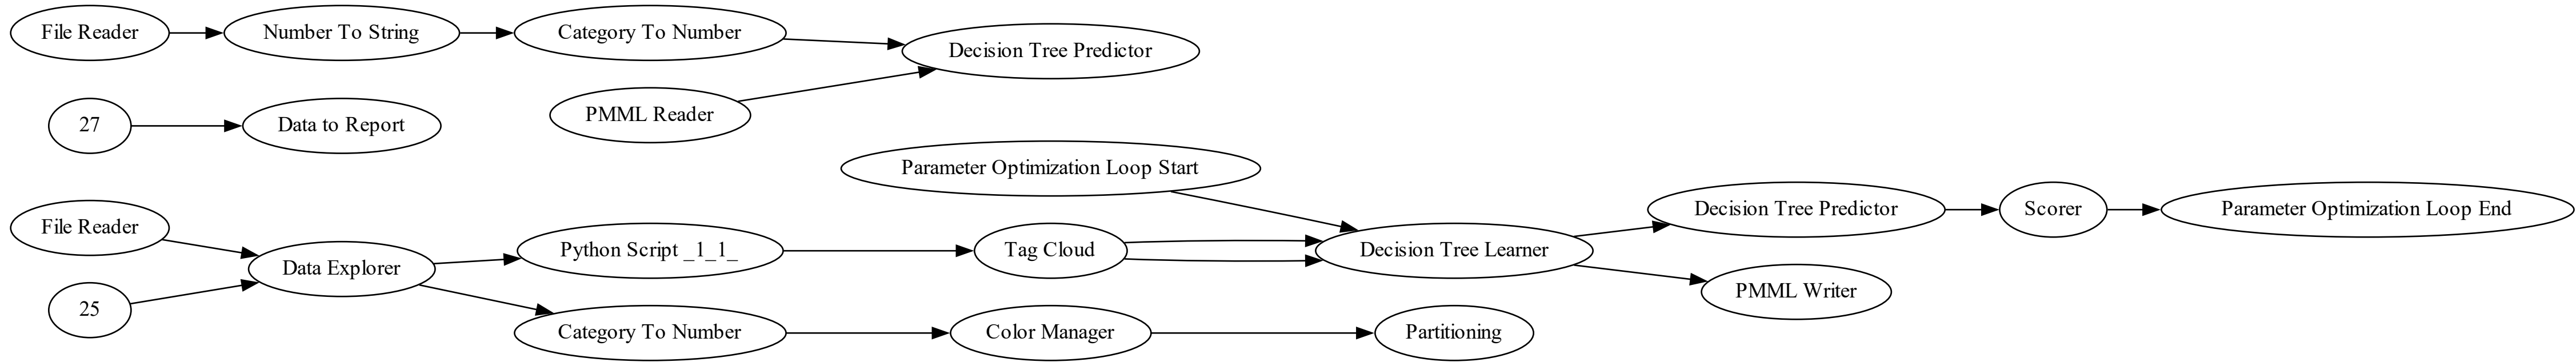 File Reader
Number To String
Category To Number
Decision Tree Predictor
PMML Reader
27
Data to Report
Parameter Optimization Loop Start
File Reader
25
Data Explorer
Python Script _1_1_
Tag Cloud
Decision Tree Learner
Decision Tree Predictor
Scorer
Parameter Optimization Loop End
PMML Writer
Category To Number
Color Manager
Partitioning